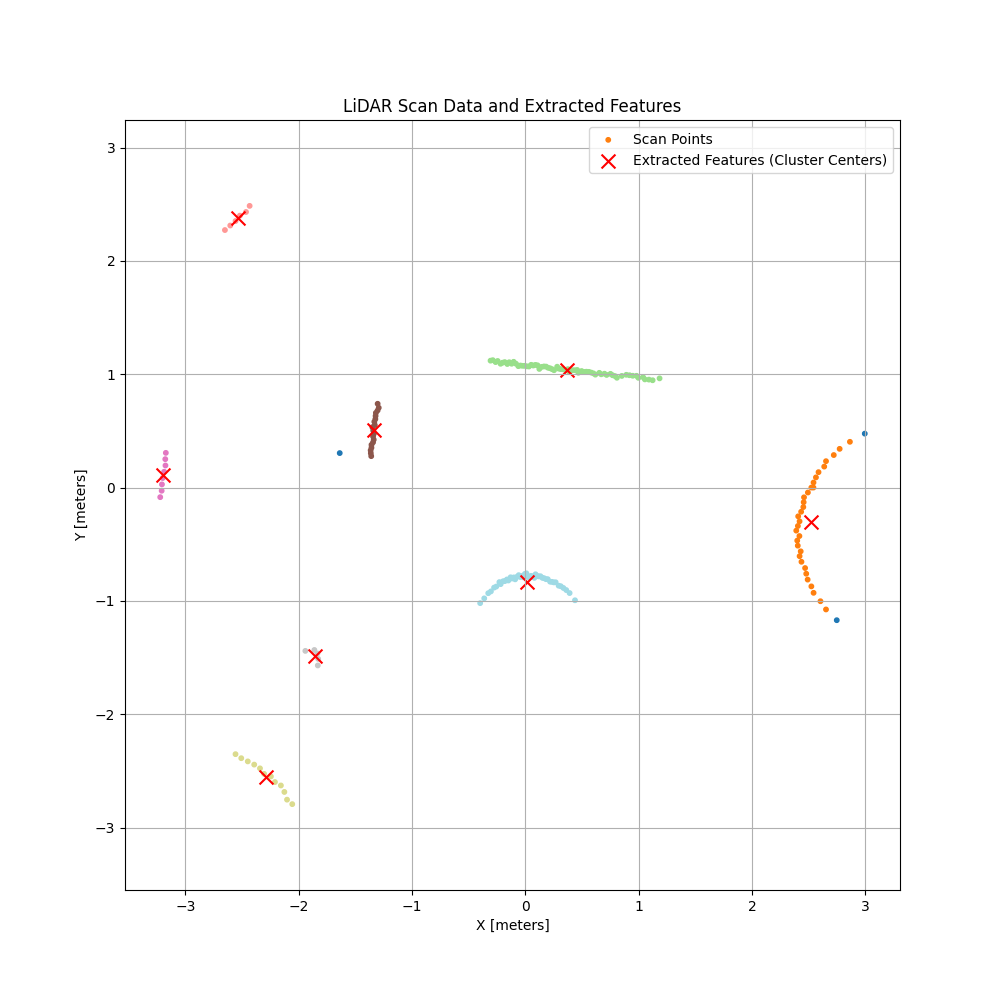 LiDAR Scan Data and Extracted Features
Scan Points
Extracted Features (Cluster Centers)
3
2
1
0
−1
−2
−3
Y [meters]
−3 −2 −1 0 1 2 3
X [meters]